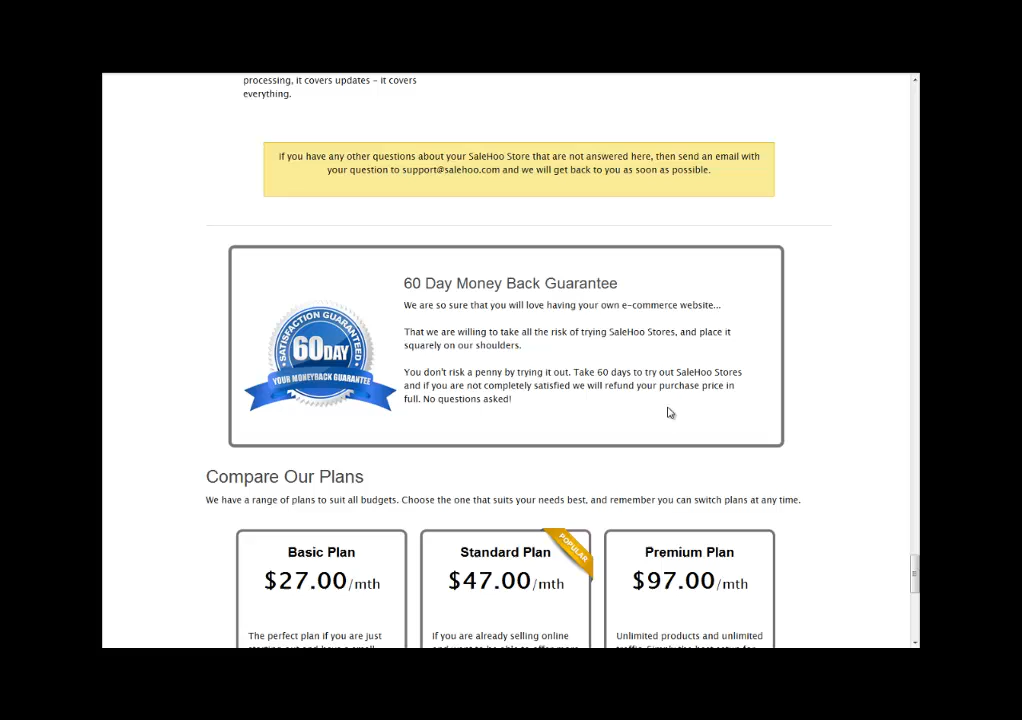 processing, it covers updates – it covers
everything.
If you have any other questions about your SaleHoo Store that are not answered here, then send an email with
your question to support@salehoo.com and we will get back to you as soon as possible.
60 Day Money Back Guarantee
We are so sure that you will love having your own e-commerce website...
That we are willing to take all the risk of trying SaleHoo Stores, and place it
squarely on our shoulders.
You don't risk a penny by trying it out. Take 60 days to try out SaleHoo Stores
and if you are not completely satisfied we will refund your purchase price in
full. No questions asked!
SATISFACTION GUARANTEED
60DAY
YOUR MONEYBACK GUARANTEE
Compare Our Plans
We have a range of plans to suit all budgets. Choose the one that suits your needs best, and remember you can switch plans at any time.
Basic Plan
$27.00/mth
The perfect plan if you are just
Standard Plan
POPULAR
$47.00/mth
If you are already selling online
Premium Plan
$97.00/mth
Unlimited products and unlimited